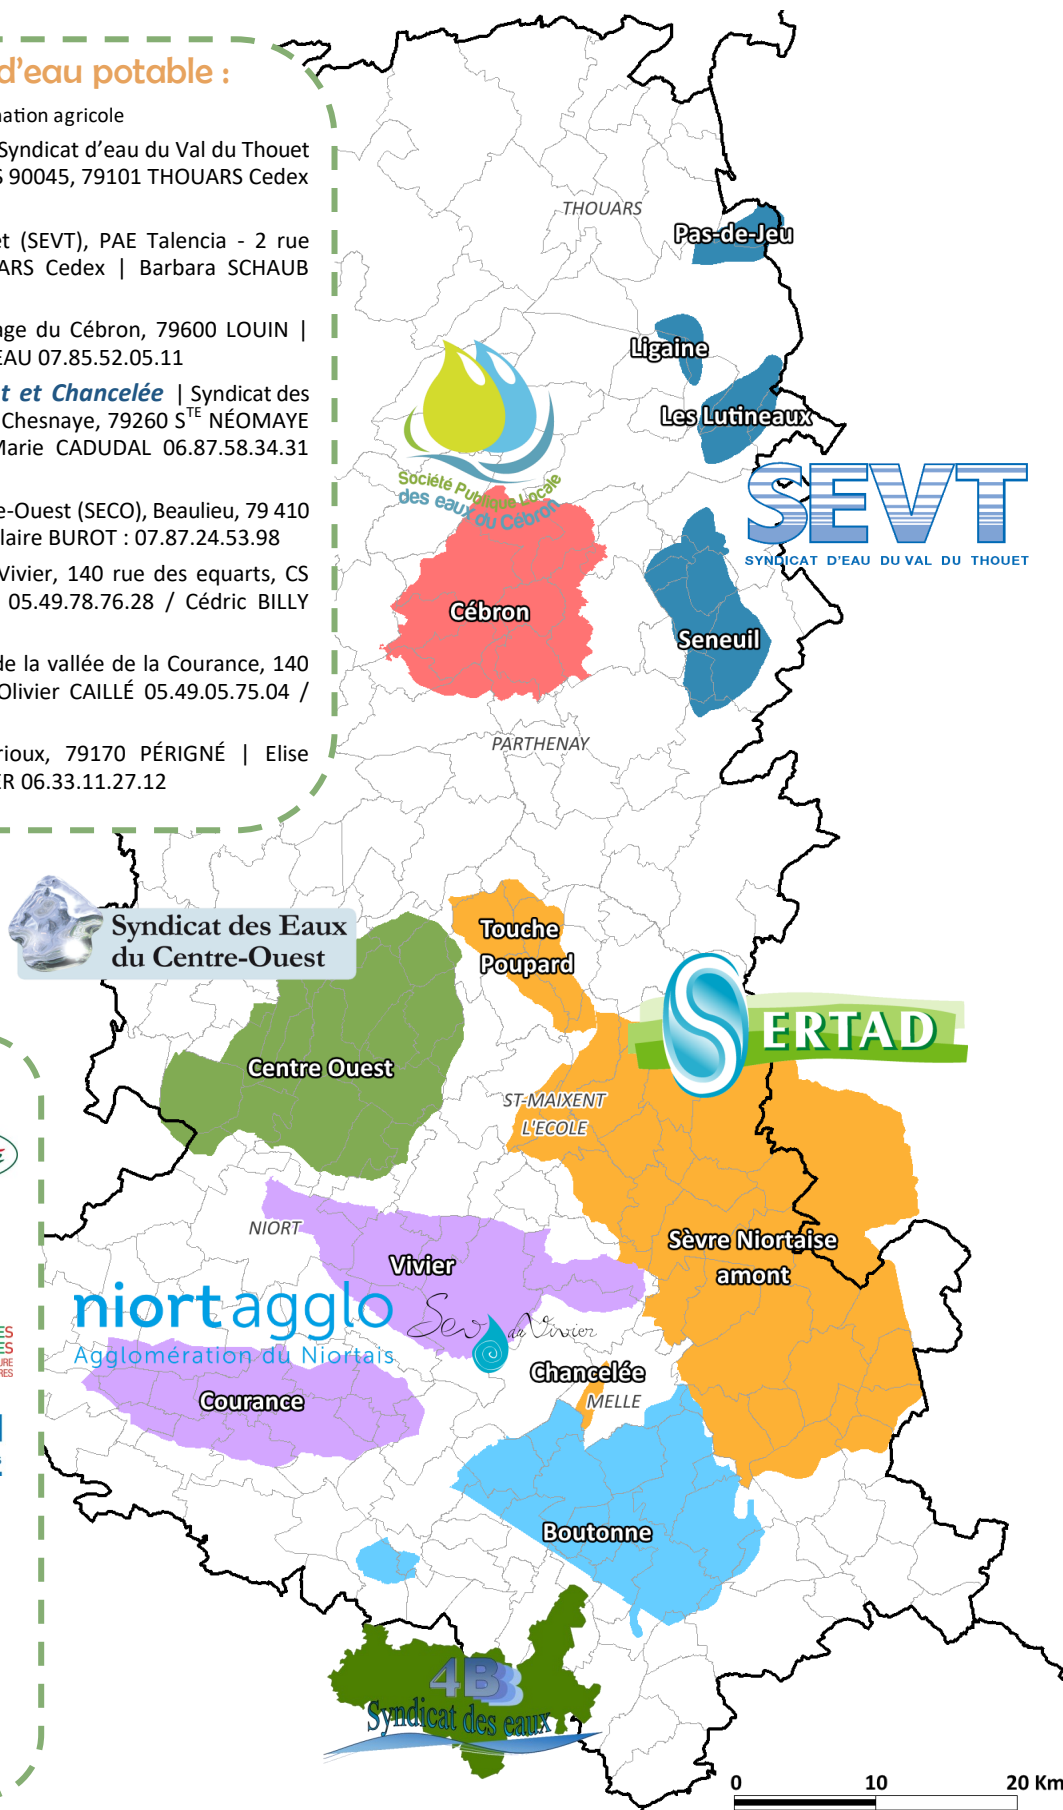 d'eau potable :
nation agricole
Syndicat d'eau du Val du Thouet
S 90045, 79101 THOUARS Cedex
et (SEVT), PAE Talencia - 2 rue
ARS Cedex | Barbara SCHAUB
age du Cébron, 79600 LOUIN |
EAU 07.85.52.05.11
t et Chancelée | Syndicat des
Chesnaye, 79260 STE NÉOMAYE
Marie CADUDAL 06.87.58.34.31
e-Ouest (SECO), Beaulieu, 79 410
laire BUROT : 07.87.24.53.98
Vivier, 140 rue des equarts, CS
05.49.78.76.28 / Cédric BILLY
de la vallée de la Courance, 140
Olivier CAILLÉ 05.49.05.75.04 /
rioux, 79170 PÉRIGNÉ | Elise
ER 06.33.11.27.12
THOUARS
Pas-de-Jeu
Ligaine
Les Lutineaux
Société Publique Locale
des eaux du Cébron
SEVT
SYNDICAT D'EAU DU VAL DU THOUET
Cébron
Seneuil
PARTHENAY
Syndicat des Eaux
du Centre-Ouest
Touche
Poupard
ERTAD
Centre Ouest
ST-MAIXENT
L'ECOLE
NIORT
Vivier
Sèvre Niortaise
amont
niort agglo
Agglomération du Niortais
Sev du Vivier
Chancelée
MELLE
Courance
Boutonne
4B
Syndicat des eaux
0 10 20 Km